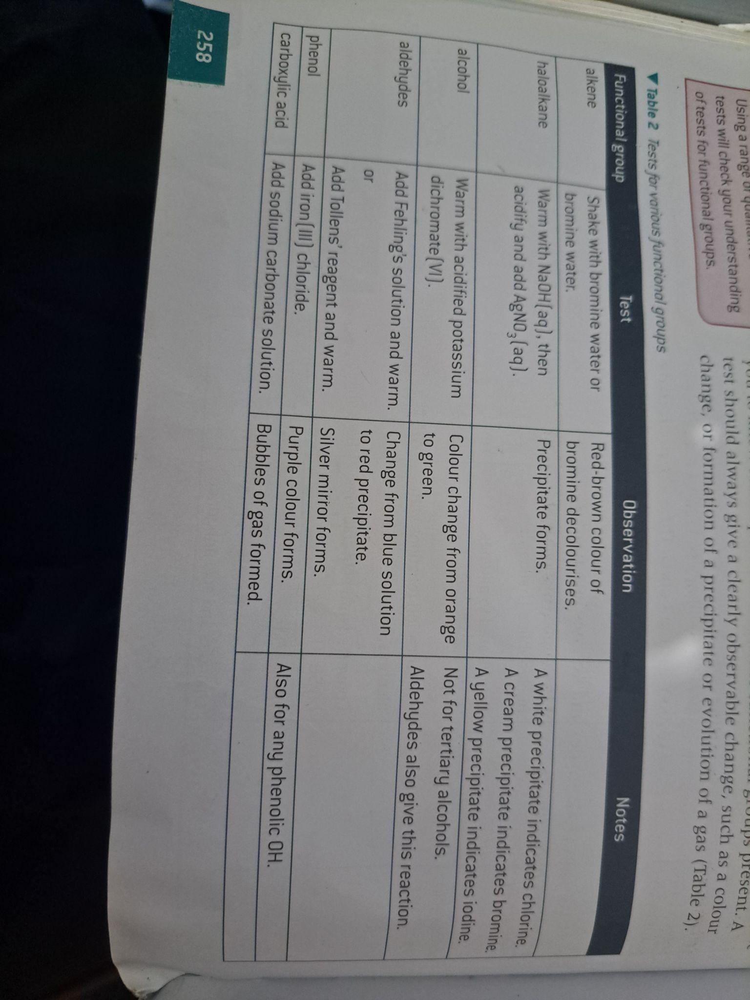 Using a range of
tests will check your understanding
of tests for functional groups.
groups present. A
test should always give a clearly observable change, such as a colour
change, or formation of a precipitate or evolution of a gas (Table 2).
▼ Table 2 Tests for various functional groups
Functional group Test Observation Notes
alkene Shake with bromine water or Red-brown colour of
bromine water. bromine decolourises.
haloalkane Warm with NaOH(aq), then Precipitate forms. A white precipitate indicates chlorine.
acidify and add AgNO₃(aq). A cream precipitate indicates bromine.
A yellow precipitate indicates iodine.
alcohol Warm with acidified potassium Colour change from orange Not for tertiary alcohols.
dichromate(VI). to green. Aldehydes also give this reaction.
aldehydes Add Fehling's solution and warm. Change from blue solution
or to red precipitate.
Add Tollens' reagent and warm. Silver mirror forms.
phenol Add iron(III) chloride. Purple colour forms. Also for any phenolic OH.
carboxylic acid Add sodium carbonate solution. Bubbles of gas formed.
258